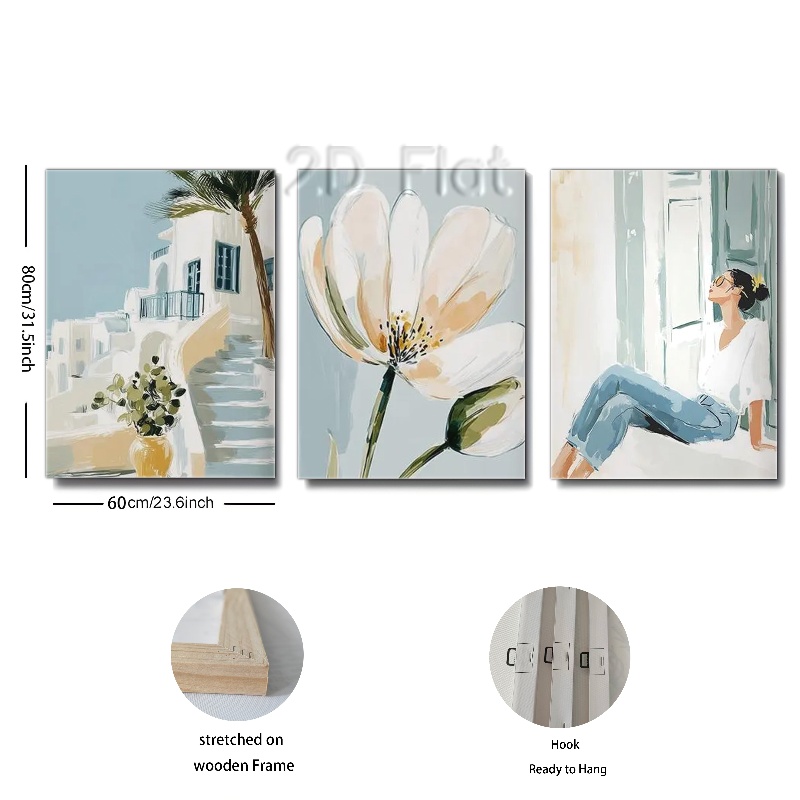 2D Flat
80cm/31.5inch
60cm/23.6inch
stretched on
wooden Frame
Hook
Ready to Hang